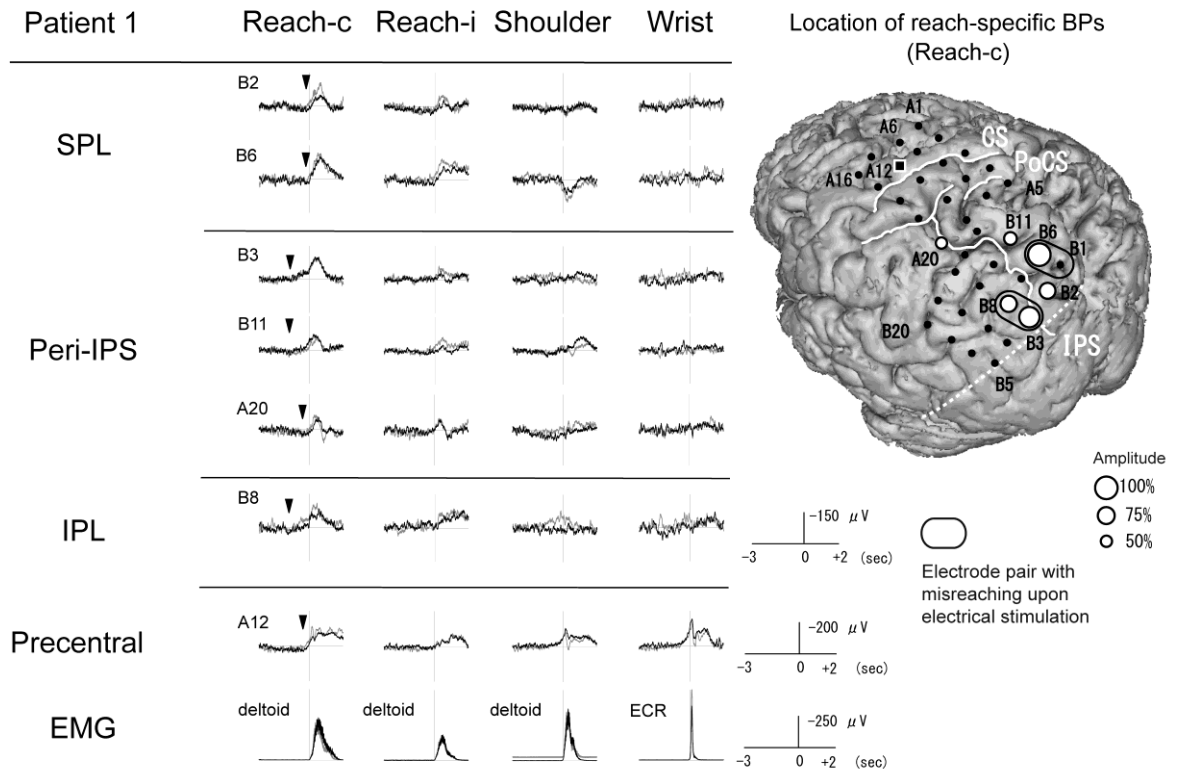 Patient 1
Reach-c
Reach-i
Shoulder
Wrist
Location of reach-specific BPs
(Reach-c)
SPL
B2
B6
Peri-IPS
B3
B11
A20
IPL
B8
Precentral
A12
EMG
deltoid
deltoid
deltoid
ECR
A1
A6
CS
PoCS
A16
A12
A5
B11
B6
B1
A20
B2
B8
B20
B3
IPS
B5
Amplitude
100%
75%
50%
-150 μV
-3 0 +2 (sec)
Electrode pair with
misreaching upon
electrical stimulation
-200 μV
-3 0 +2 (sec)
-250 μV
-3 0 +2 (sec)